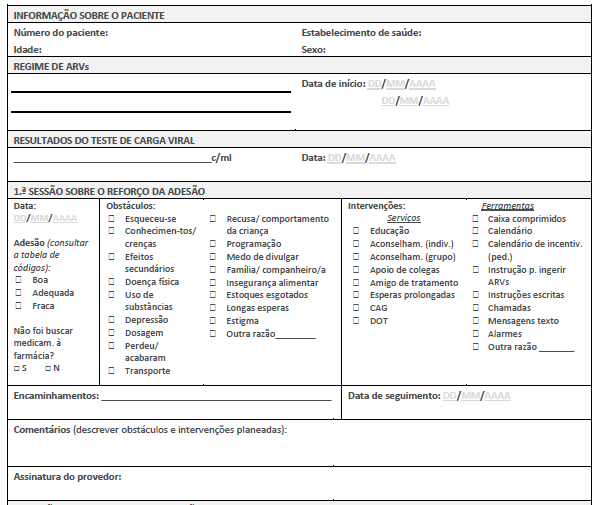 INFORMAÇÃO SOBRE O PACIENTE
Número do paciente:
Estabelecimento de saúde:
Idade:
Sexo:
REGIME DE ARVs
Data de início: DD/MM/AAAA
DD/MM/AAAA
RESULTADOS DO TESTE DE CARGA VIRAL
____________________________________c/ml
Data: DD/MM/AAAA
1.ª SESSÃO SOBRE O REFORÇO DA ADESÃO
Data:
DD/MM/AAAA
Adesão (consultar
a tabela de
códigos):
□ Boa
□ Adequada
□ Fraca
Não foi buscar
medicam. à
farmácia?
□ S □ N
Obstáculos:
□ Esqueceu-se
□ Conhecimen-tos/
crenças
□ Efeitos
secundários
□ Doença física
□ Uso de
substâncias
□ Depressão
□ Dosagem
□ Perdeu/
acabaram
□ Transporte
□ Recusa/ comportamento
da criança
□ Programação
□ Medo de divulgar
□ Família/ companheiro/a
□ Insegurança alimentar
□ Estoques esgotados
□ Longas esperas
□ Estigma
□ Outra razão________
Intervenções:
Serviços
□ Educação
□ Aconselham. (indiv.)
□ Aconselham. (grupo)
□ Apoio de colegas
□ Amigo de tratamento
□ Esperas prolongadas
□ CAG
□ DOT
Ferramentas
□ Caixa comprimidos
□ Calendário
□ Calendário de incentiv.
(ped.)
□ Instrução p. ingerir
ARVs
□ Instruções escritas
□ Chamadas
□ Mensagens texto
□ Alarmes
□ Outra razão _______
Encaminhamentos: __________________________________________
Data de seguimento: DD/MM/AAAA
Comentários (descrever obstáculos e intervenções planeadas):
Assinatura do provedor: